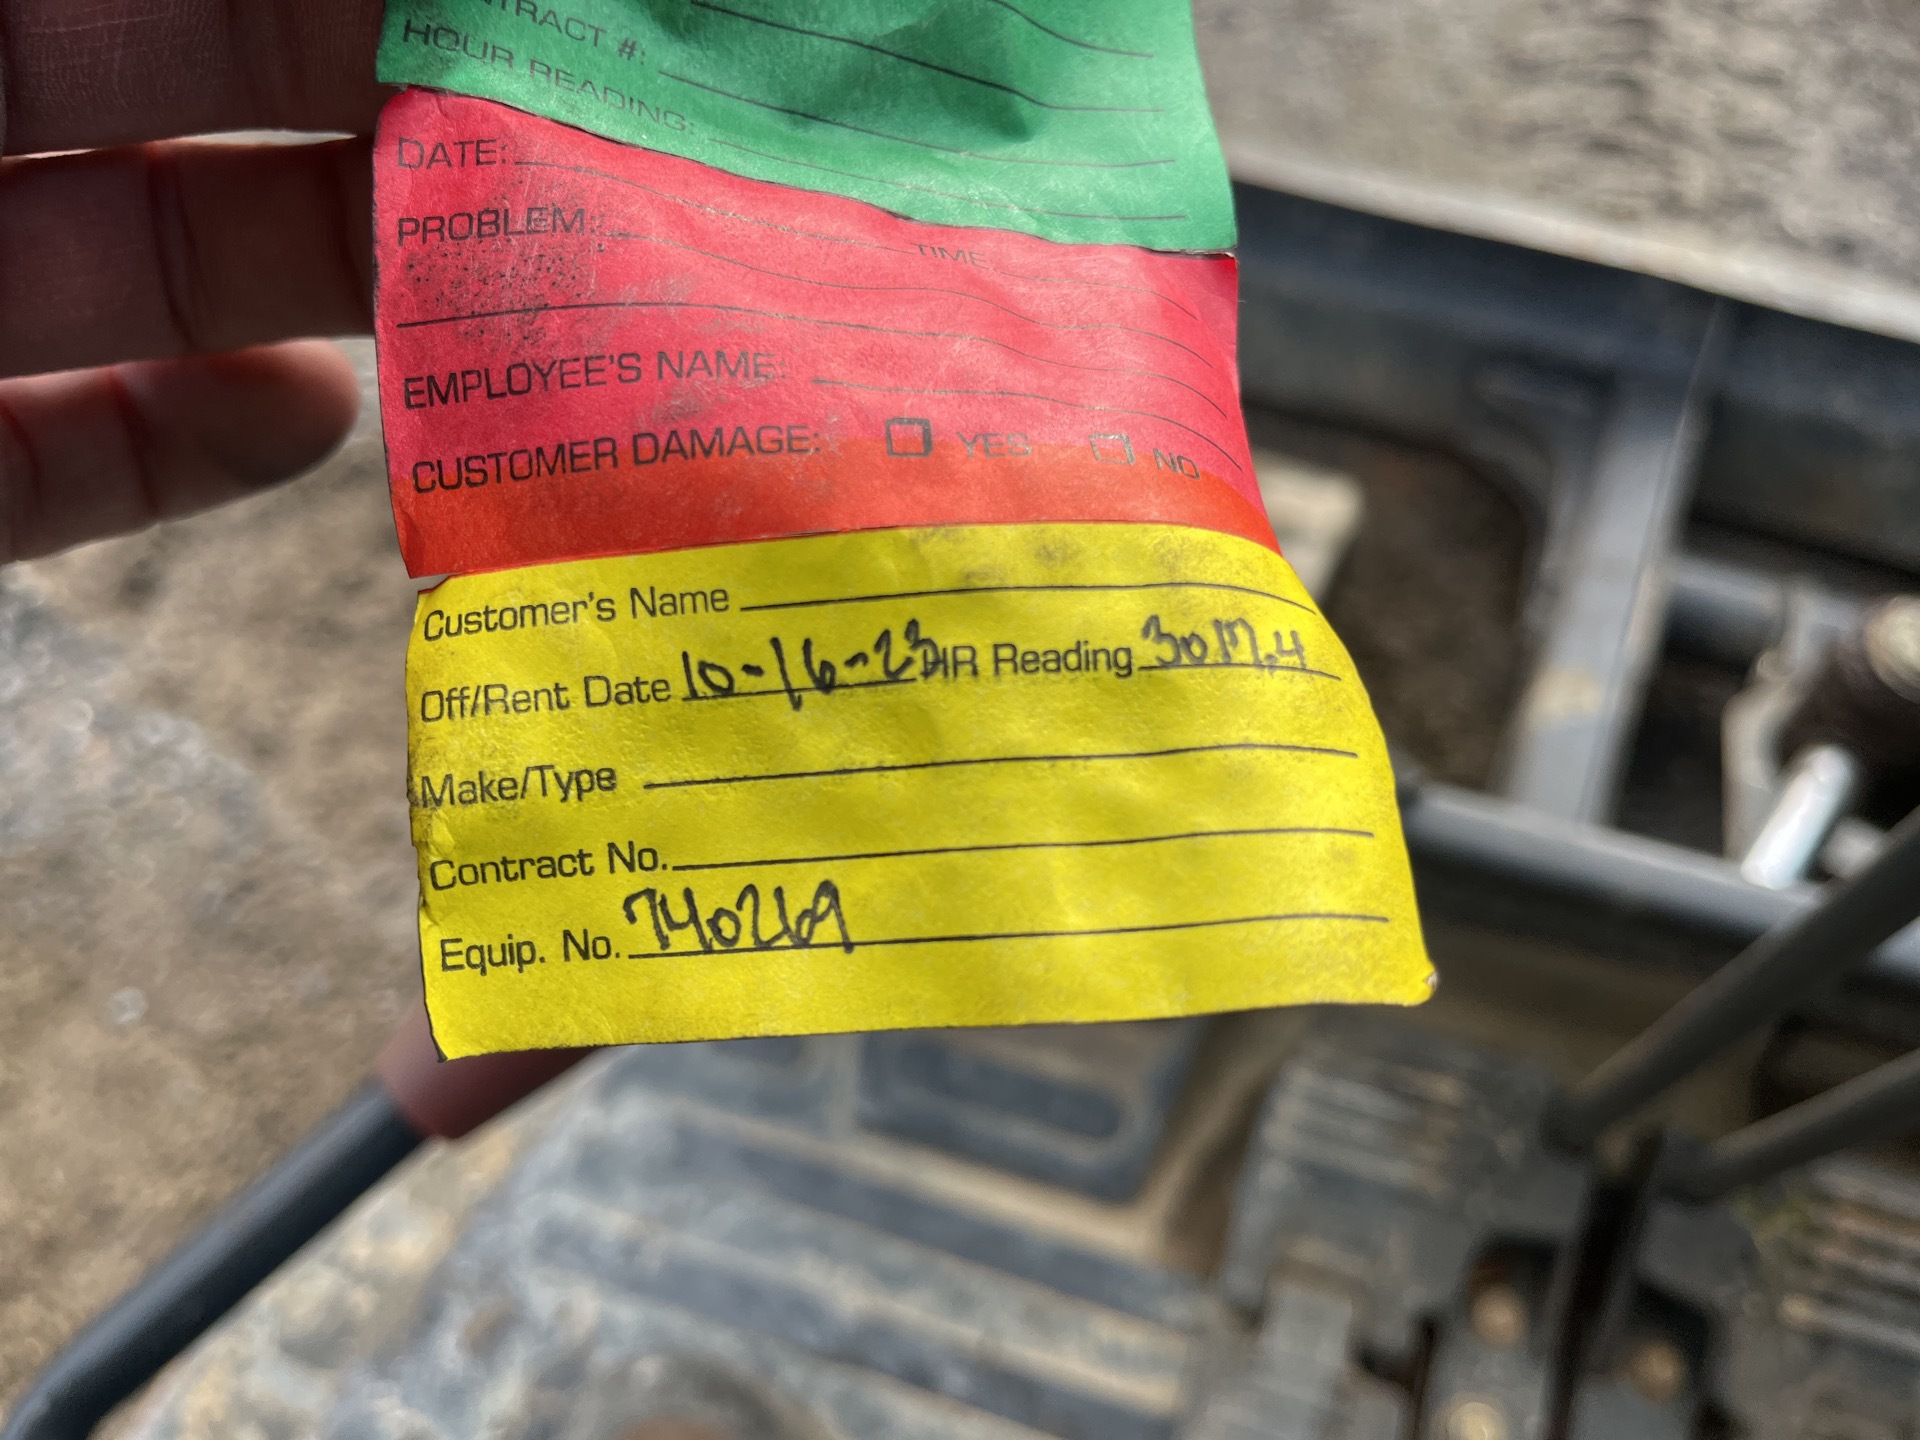 NTRACT #:
HOUR READING:
DATE: TIME
PROBLEM:
EMPLOYEE'S NAME:
CUSTOMER DAMAGE: YES NO
Customer's Name
Off/Rent Date 10-16-23 HR Reading 3017.4
Make/Type
Contract No.
Equip. No. 740269